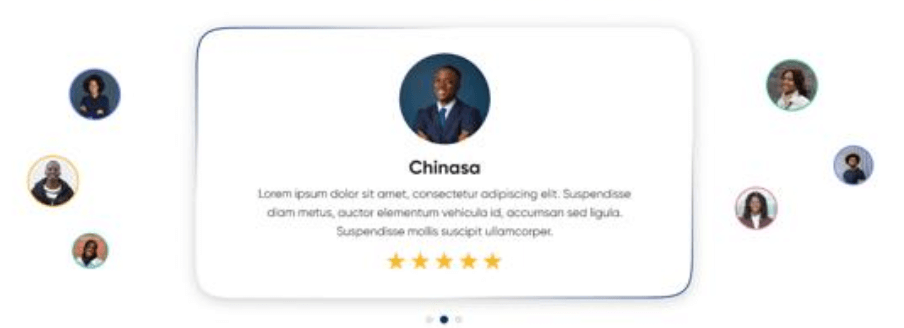 Chinasa
Lorem ipsum dolor sit amet, consectetur adipiscing elit. Suspendisse
diam metus, auctor elementum vehicula id, accumsan sed ligula.
Suspendisse mollis suscipit ullamcorper.